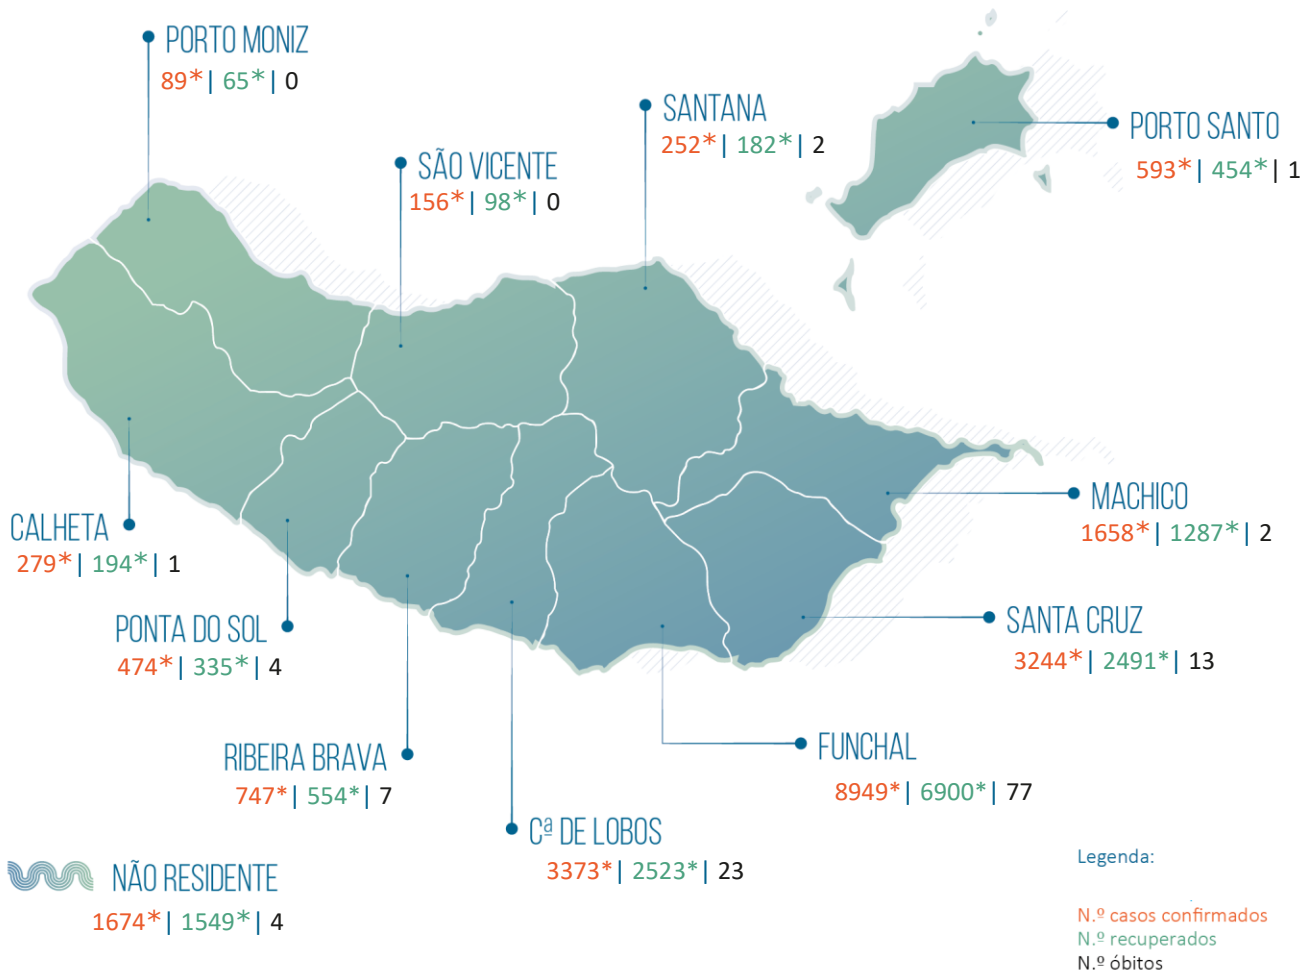 PORTO MONIZ
89*| 65*| 0
SANTANA
252*| 182*| 2
PORTO SANTO
593*| 454*| 1
SÃO VICENTE
156*| 98*| 0
MACHICO
1658*| 1287*| 2
CALHETA
279*| 194*| 1
SANTA CRUZ
3244*| 2491*| 13
PONTA DO SOL
474*| 335*| 4
FUNCHAL
8949*| 6900*| 77
RIBEIRA BRAVA
747*| 554*| 7
Cª DE LOBOS
3373*| 2523*| 23
NÃO RESIDENTE
1674*| 1549*| 4
Legenda:
N.º casos confirmados
N.º recuperados
N.º óbitos